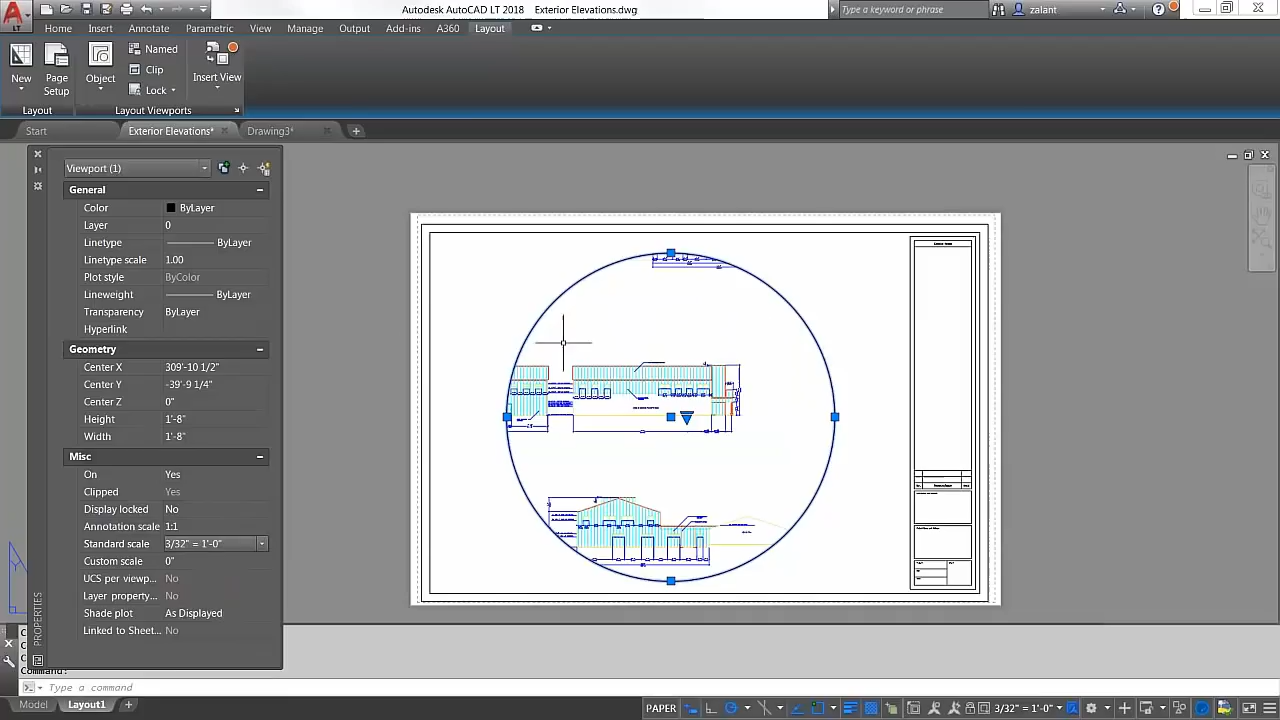 Autodesk AutoCAD LT 2018 Exterior Elevations.dwg
Type a keyword or phrase
zalant
LT
Home Insert Annotate Parametric View Manage Output Add-ins A360 Layout
New
Page Setup
Object
Named
Clip
Lock
Insert View
Layout
Layout Viewports
Start
Exterior Elevations*
Drawing3*
Viewport (1)
General
Color ByLayer
Layer 0
Linetype ByLayer
Linetype scale 1.00
Plot style ByColor
Lineweight ByLayer
Transparency ByLayer
Hyperlink
Geometry
Center X 309'-10 1/2"
Center Y -39'-9 1/4"
Center Z 0"
Height 1'-8"
Width 1'-8"
Misc
On Yes
Clipped Yes
Display locked No
Annotation scale 1:1
Standard scale 3/32" = 1'-0"
Custom scale 0"
UCS per viewp... No
Layer property... No
Shade plot As Displayed
Linked to Sheet... No
PROPERTIES
Command:
Type a command
Model Layout1
PAPER
3/32" = 1'-0"